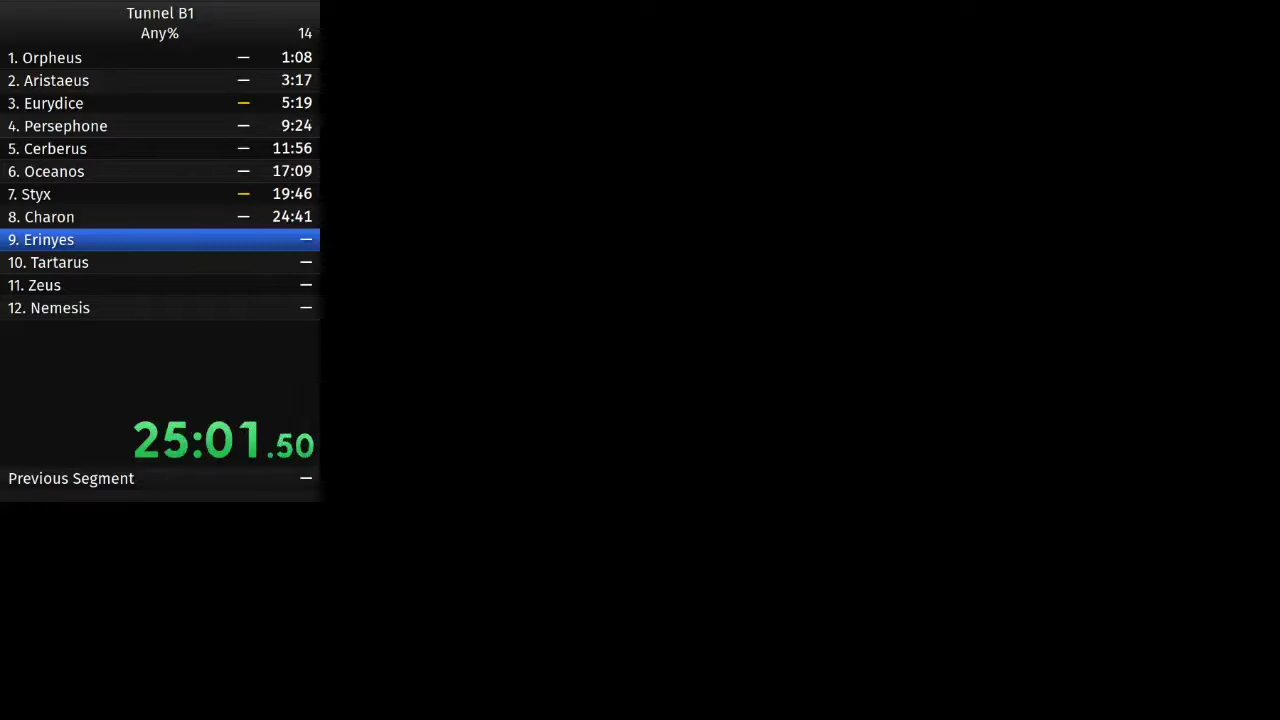 Tunnel B1
Any% 14
1. Orpheus — 1:08
2. Aristaeus — 3:17
3. Eurydice — 5:19
4. Persephone — 9:24
5. Cerberus — 11:56
6. Oceanos — 17:09
7. Styx — 19:46
8. Charon — 24:41
9. Erinyes —
10. Tartarus —
11. Zeus —
12. Nemesis —
25:01.50
Previous Segment —